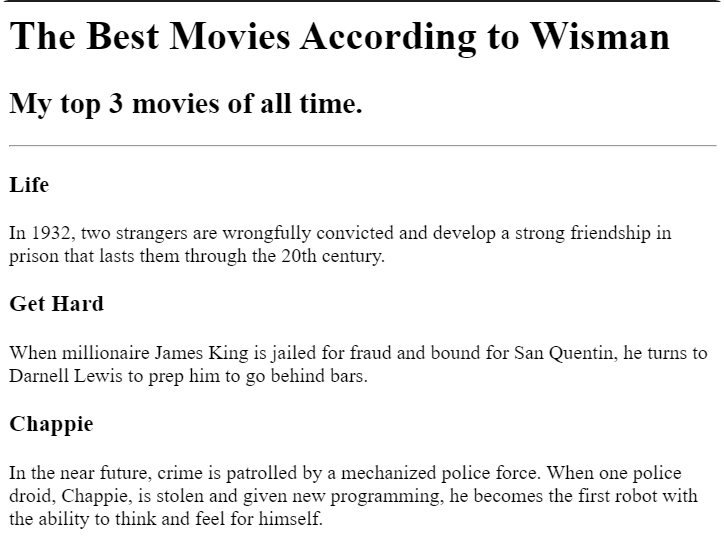 The Best Movies According to Wisman
My top 3 movies of all time.
Life
In 1932, two strangers are wrongfully convicted and develop a strong friendship in
prison that lasts them through the 20th century.
Get Hard
When millionaire James King is jailed for fraud and bound for San Quentin, he turns to
Darnell Lewis to prep him to go behind bars.
Chappie
In the near future, crime is patrolled by a mechanized police force. When one police
droid, Chappie, is stolen and given new programming, he becomes the first robot with
the ability to think and feel for himself.